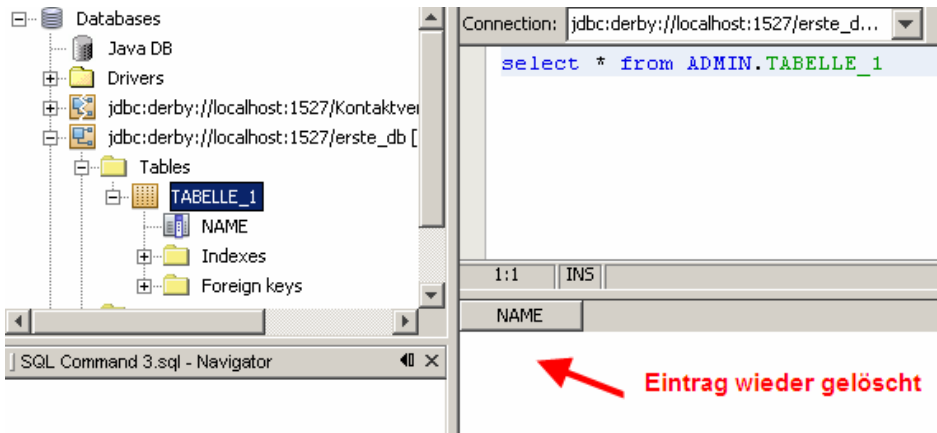 Databases
Java DB
Drivers
jdbc:derby://localhost:1527/Kontaktver
jdbc:derby://localhost:1527/erste_db [
Tables
TABELLE_1
NAME
Indexes
Foreign keys
SQL Command 3.sql - Navigator
Connection: jdbc:derby://localhost:1527/erste_d...
select * from ADMIN.TABELLE_1
1:1 INS
NAME
Eintrag wieder gelöscht